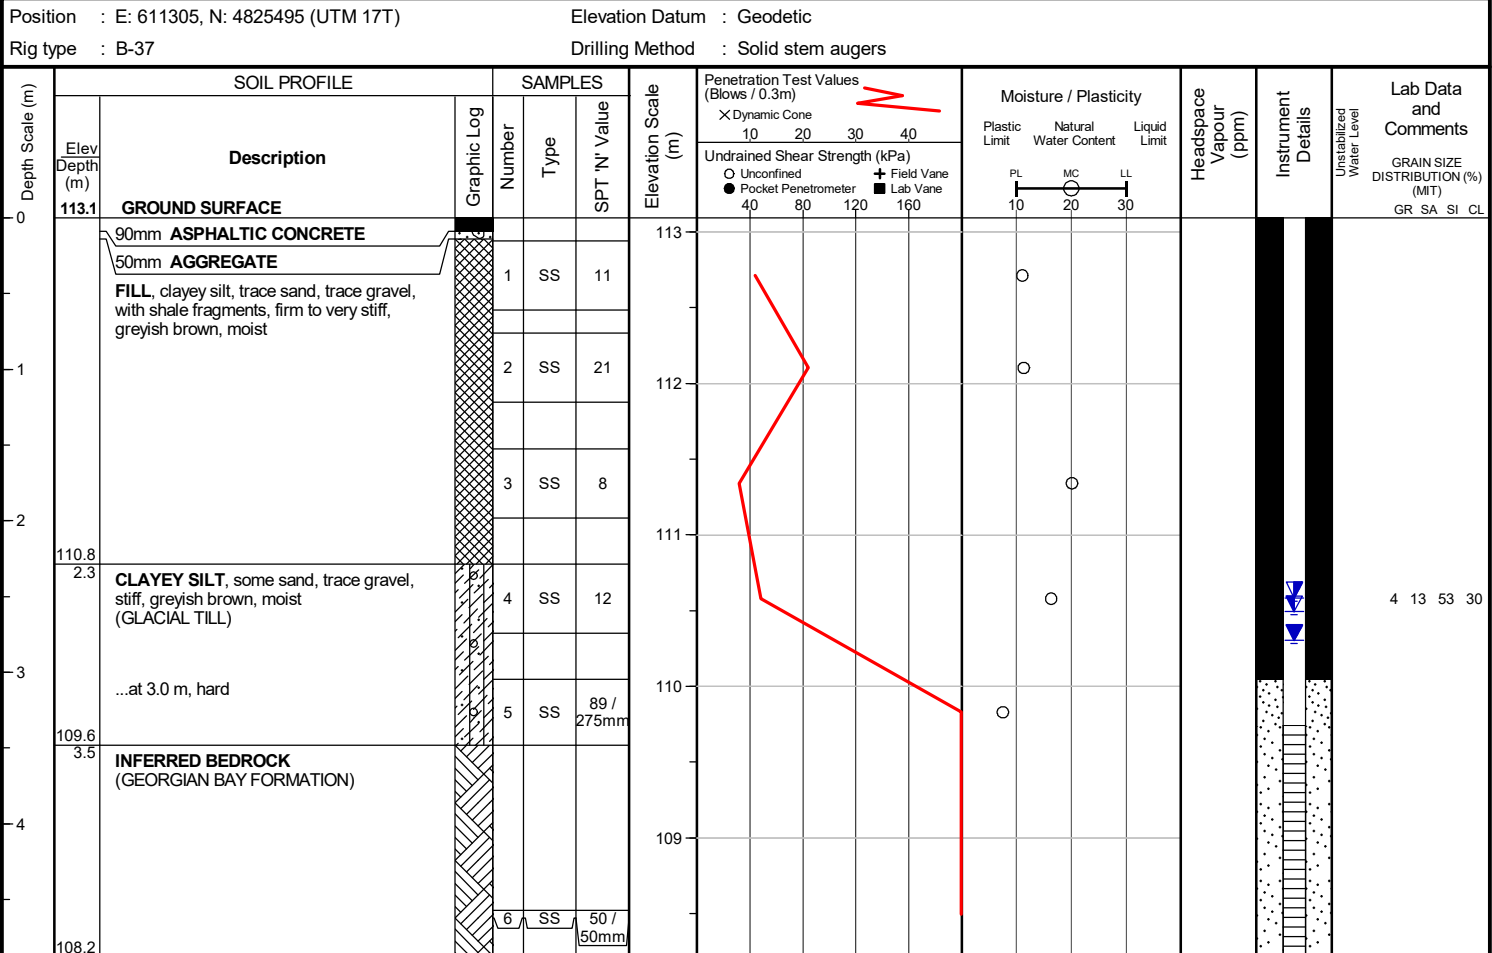 Position : E: 611305, N: 4825495 (UTM 17T)
Elevation Datum : Geodetic
Rig type : B-37
Drilling Method : Solid stem augers
Depth Scale (m)
SOIL PROFILE
Elev
Depth
(m)
Description
Graphic Log
SAMPLES
Number
Type
SPT 'N' Value
Elevation Scale
(m)
Penetration Test Values
(Blows / 0.3m)
Dynamic Cone
10 20 30 40
Undrained Shear Strength (kPa)
Unconfined
Field Vane
Pocket Penetrometer
Lab Vane
40 80 120 160
Moisture / Plasticity
Plastic
Limit
Natural
Water Content
Liquid
Limit
PL MC LL
10 20 30
Headspace
Vapour
(ppm)
Instrument
Details
Unstabilized
Water Level
Lab Data
and
Comments
GRAIN SIZE
DISTRIBUTION (%)
(MIT)
GR SA SI CL
113.1 GROUND SURFACE
0
90mm ASPHALTIC CONCRETE
50mm AGGREGATE
FILL, clayey silt, trace sand, trace gravel,
with shale fragments, firm to very stiff,
greyish brown, moist
113
1 SS 11
1
2 SS 21
112
3 SS 8
2
111
110.8
2.3
CLAYEY SILT, some sand, trace gravel,
stiff, greyish brown, moist
(GLACIAL TILL)
4 SS 12
4 13 53 30
3
...at 3.0 m, hard
110
5 SS 89 /
275mm
109.6
3.5
INFERRED BEDROCK
(GEORGIAN BAY FORMATION)
4
109
6 SS 50 /
50mm
108.2